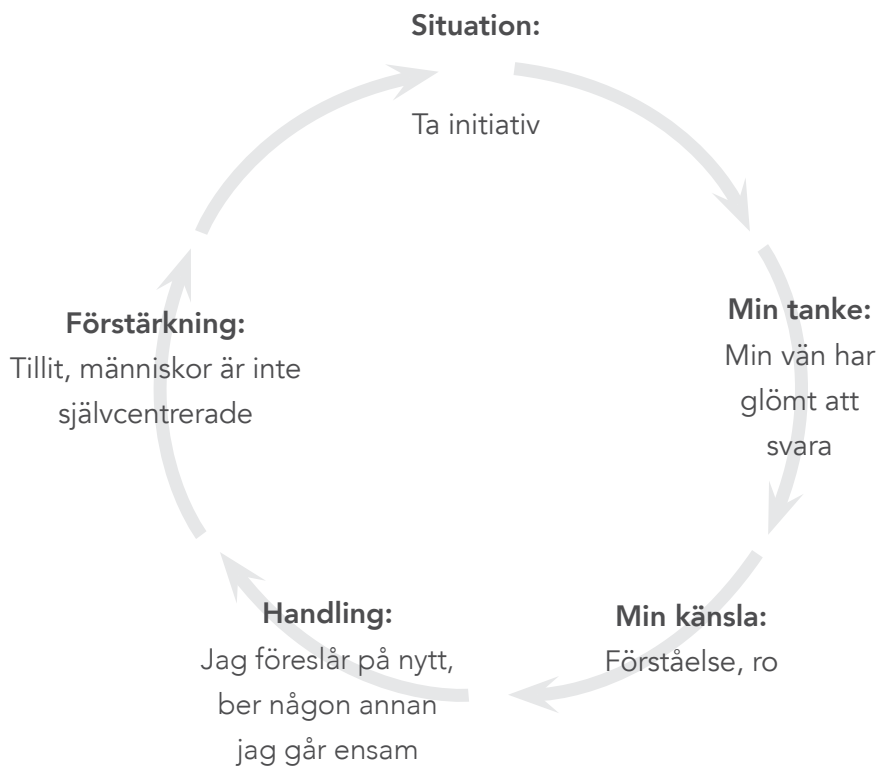 Situation:
Ta initiativ
Min tanke:
Min vän har
glömt att
svara
Min känsla:
Förståelse, ro
Handling:
Jag föreslår på nytt,
ber någon annan
jag går ensam
Förstärkning:
Tillit, människor är inte
självcentrerade